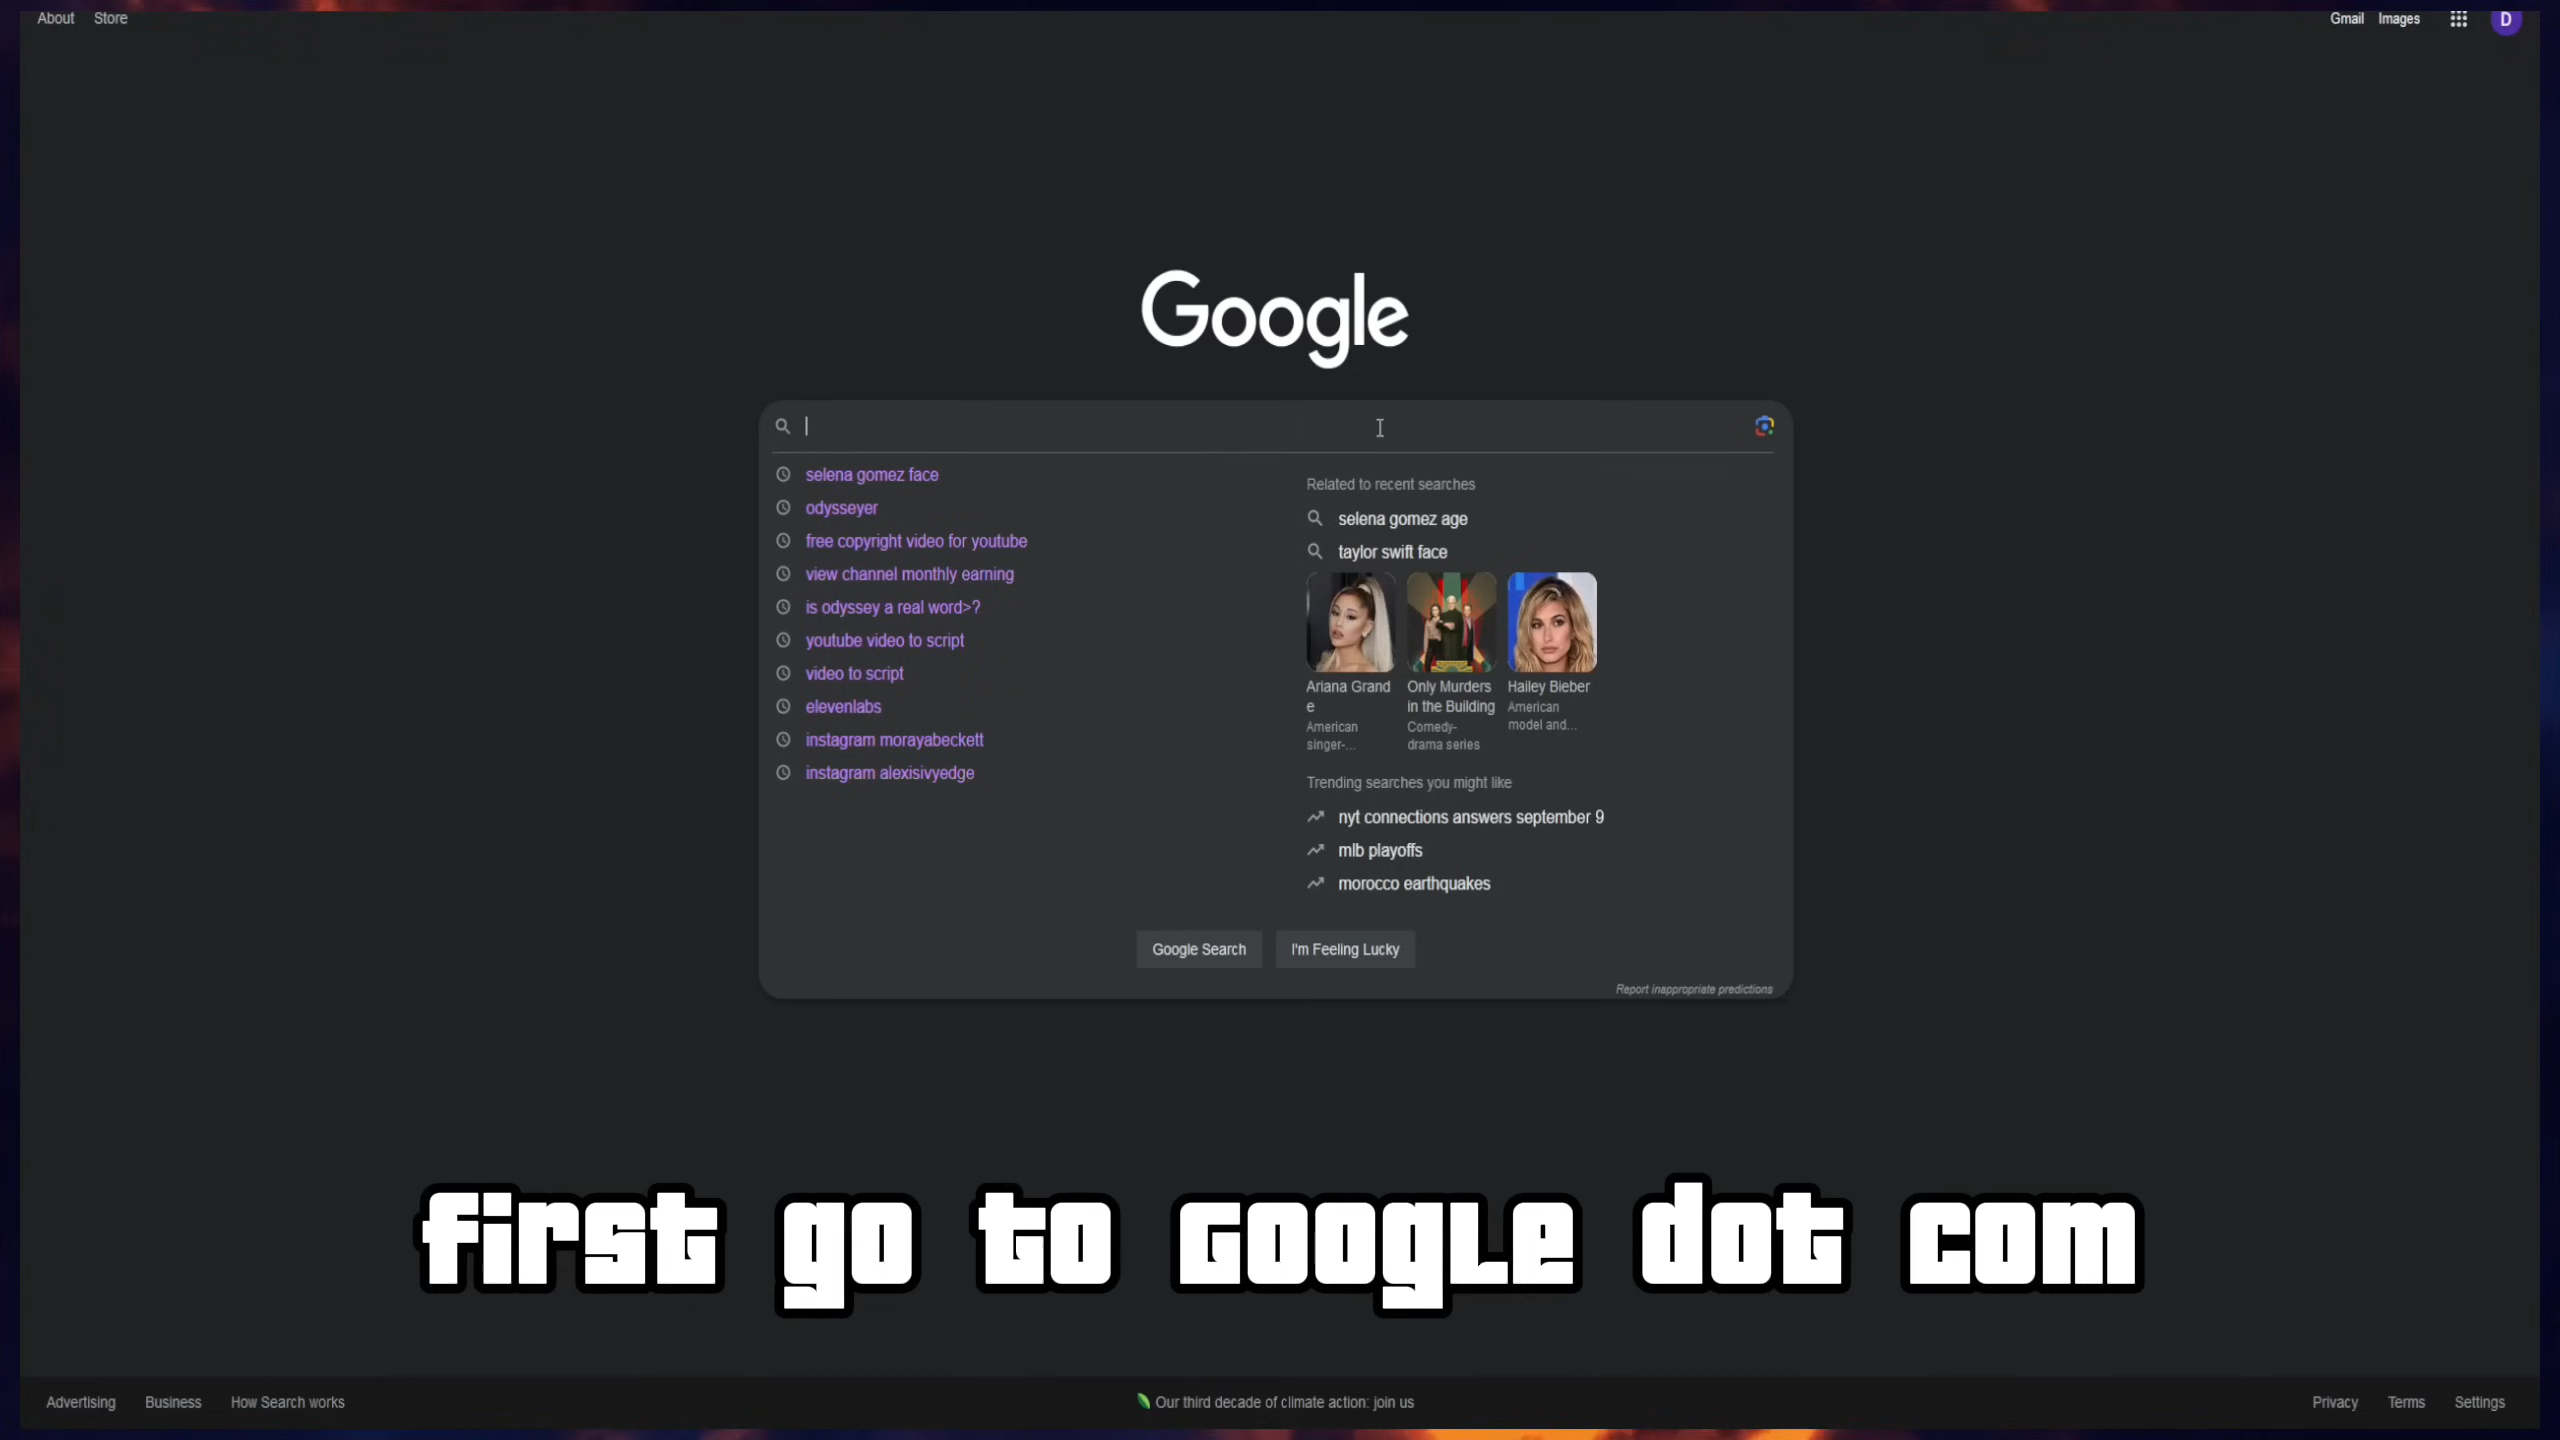 About Store
Gmail Images
D
Google
selena gomez face
odysseyer
free copyright video for youtube
view channel monthly earning
is odyssey a real word>?
youtube video to script
video to script
elevenlabs
instagram morayabeckett
instagram alexisivyedge
Related to recent searches
selena gomez age
taylor swift face
Ariana Grand
e
American
singer-...
Only Murders
in the Building
Comedy-
drama series
Hailey Bieber
American
model and...
Trending searches you might like
nyt connections answers september 9
mlb playoffs
morocco earthquakes
Google Search
I'm Feeling Lucky
Report inappropriate predictions
first go to Google dot com
Advertising Business How Search works
Our third decade of climate action: join us
Privacy Terms Settings